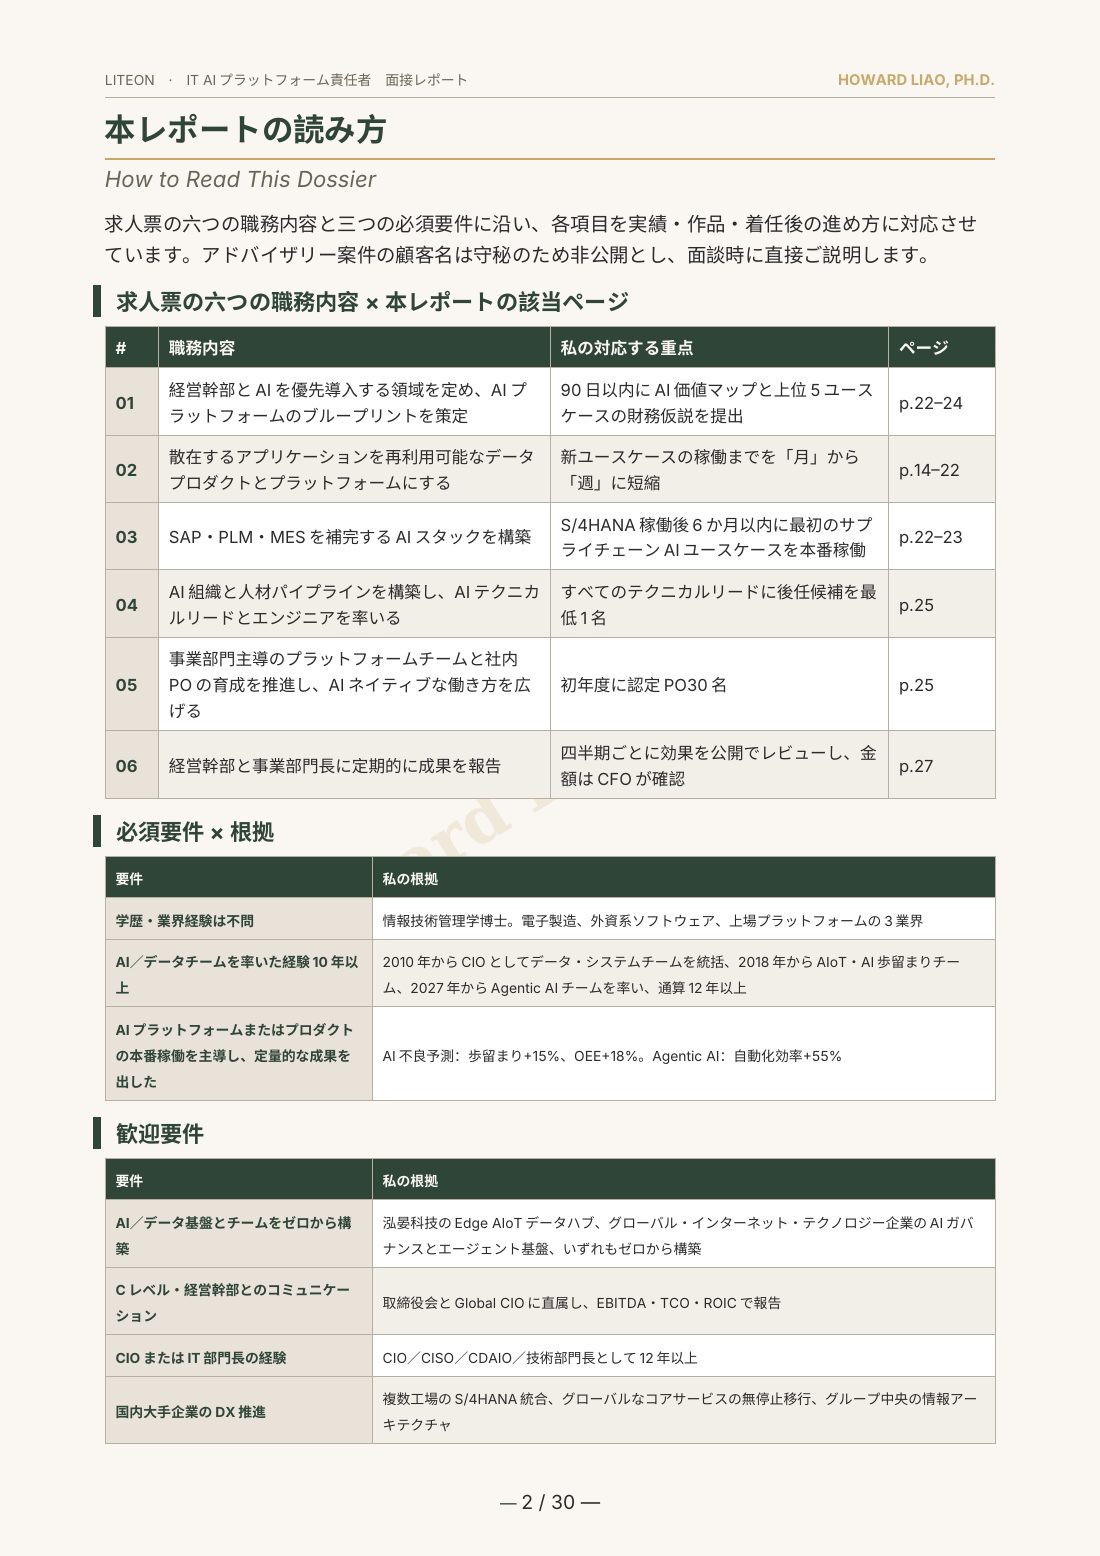 LITEON · IT AI プラットフォーム責任者 面接レポート
HOWARD LIAO, PH.D.
本レポートの読み方
How to Read This Dossier
求人票の六つの職務内容と三つの必須要件に沿い、各項目を実績・作品・着任後の進め方に対応させ
ています。アドバイザリー案件の顧客名は守秘のため非公開とし、面談時に直接ご説明します。
求人票の六つの職務内容 × 本レポートの該当ページ
# 職務内容 私の対応する重点 ページ
01
経営幹部と AI を優先導入する領域を定め、AI プ
ラットフォームのブループリントを策定
90 日以内に AI 価値マップと上位 5 ユース
ケースの財務仮説を提出
p.22–24
02
散在するアプリケーションを再利用可能なデータ
プロダクトとプラットフォームにする
新ユースケースの稼働までを「月」から
「週」に短縮
p.14–22
03
SAP・PLM・MES を補完する AI スタックを構築
S/4HANA 稼働後 6 か月以内に最初のサプ
ライチェーン AI ユースケースを本番稼働
p.22–23
04
AI 組織と人材パイプラインを構築し、AI テクニカ
ルリードとエンジニアを率いる
すべてのテクニカルリードに後任候補を最
低 1 名
p.25
05
事業部門主導のプラットフォームチームと社内
PO の育成を推進し、AI ネイティブな働き方を広
げる
初年度に認定 PO30 名
p.25
06
経営幹部と事業部門長に定期的に成果を報告
四半期ごとに効果を公開でレビューし、金
額は CFO が確認
p.27
必須要件 × 根拠
要件 私の根拠
学歴・業界経験は不問
情報技術管理学博士。電子製造、外資系ソフトウェア、上場プラットフォームの 3 業界
AI／データチームを率いた経験 10 年以
上
2010 年から CIO としてデータ・システムチームを統括、2018 年から AIoT・AI 歩留まりチー
ム、2027 年から Agentic AI チームを率い、通算 12 年以上
AI プラットフォームまたはプロダクト
の本番稼働を主導し、定量的な成果を
出した
AI 不良予測：歩留まり+15%、OEE+18%。Agentic AI：自動化効率+55%
歓迎要件
要件 私の根拠
AI／データ基盤とチームをゼロから構
築
泓晏科技の Edge AIoT データハブ、グローバル・インターネット・テクノロジー企業の AI ガバ
ナンスとエージェント基盤、いずれもゼロから構築
C レベル・経営幹部とのコミュニケー
ション
取締役会と Global CIO に直属し、EBITDA・TCO・ROIC で報告
CIO または IT 部門長の経験
CIO／CISO／CDAIO／技術部門長として 12 年以上
国内大手企業の DX 推進
複数工場の S/4HANA 統合、グローバルなコアサービスの無停止移行、グループ中央の情報アー
キテクチャ
— 2 / 30 —